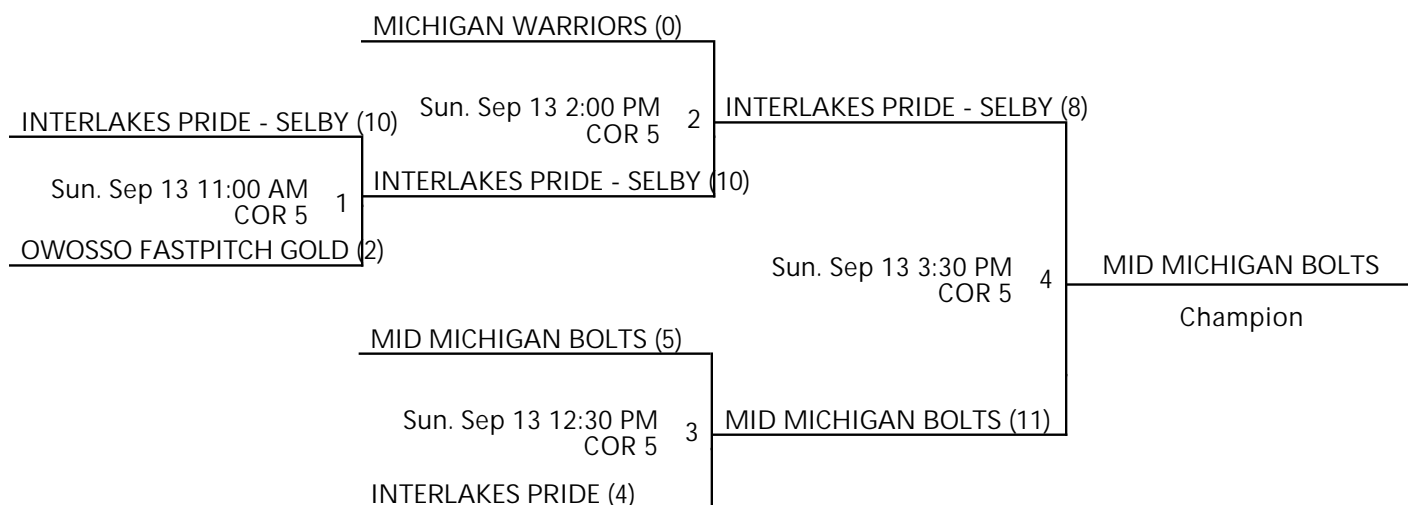 MICHIGAN WARRIORS (0)
Sun. Sep 13 2:00 PM
COR 5
2
INTERLAKES PRIDE - SELBY (8)
INTERLAKES PRIDE - SELBY (10)
Sun. Sep 13 11:00 AM
COR 5
1
INTERLAKES PRIDE - SELBY (10)
OWOSSO FASTPITCH GOLD (2)
Sun. Sep 13 3:30 PM
COR 5
4
MID MICHIGAN BOLTS
Champion
MID MICHIGAN BOLTS (5)
Sun. Sep 13 12:30 PM
COR 5
3
MID MICHIGAN BOLTS (11)
INTERLAKES PRIDE (4)